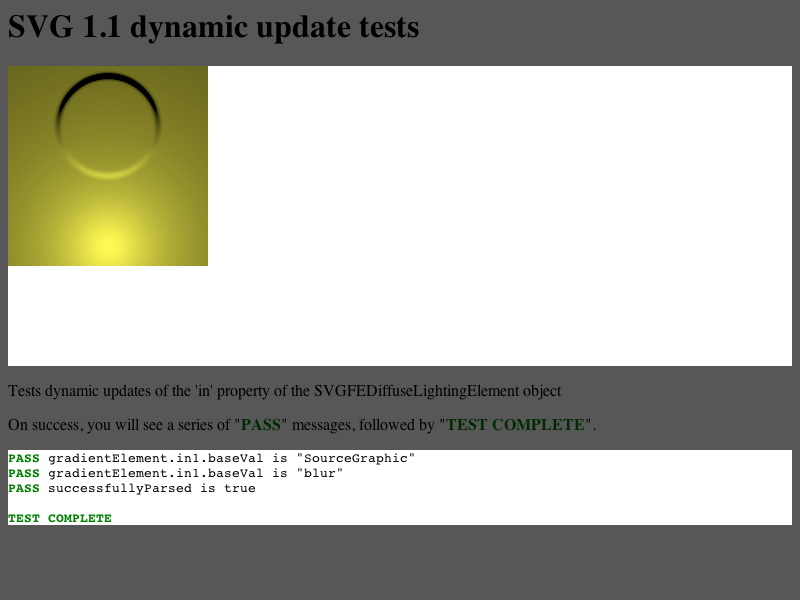 SVG 1.1 dynamic update tests
Tests dynamic updates of the 'in' property of the SVGFEDiffuseLightingElement object
On success, you will see a series of "PASS" messages, followed by "TEST COMPLETE".
PASS gradientElement.in1.baseVal is "SourceGraphic"
PASS gradientElement.in1.baseVal is "blur"
PASS successfullyParsed is true
TEST COMPLETE